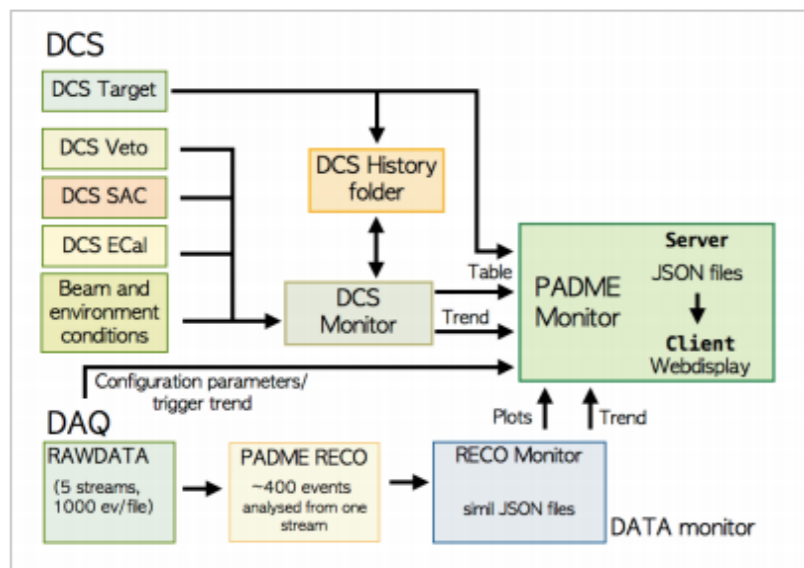 DCS
DCS Target
DCS Veto
DCS SAC
DCS ECal
Beam and
environment
conditions
DCS History
folder
DCS
Monitor
Table
Trend
PADME
Monitor
Server
JSON files
Client
Webdisplay
Configuration parameters/
trigger trend
Plots
Trend
DAQ
RAWDATA
(5 streams,
1000 ev/file)
PADME RECO
~400 events
analysed from one
stream
RECO Monitor
simil JSON files
DATA monitor